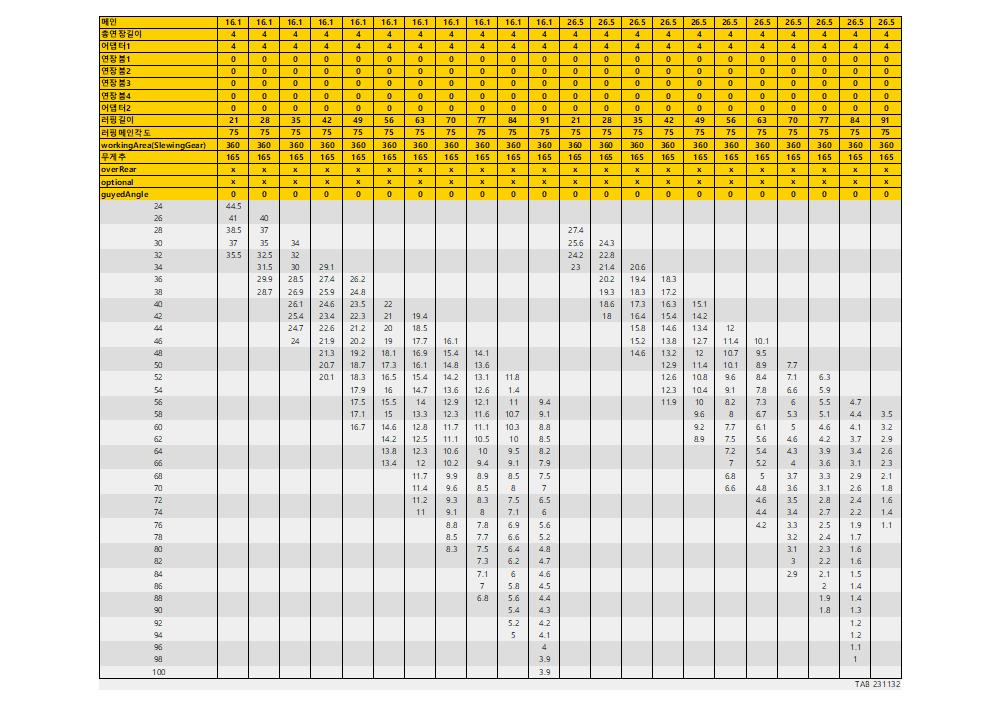 메인 16.1 16.1 16.1 16.1 16.1 16.1 16.1 16.1 16.1 16.1 16.1 26.5 26.5 26.5 26.5 26.5 26.5 26.5 26.5 26.5 26.5 26.5
총연장길이 4 4 4 4 4 4 4 4 4 4 4 4 4 4 4 4 4 4 4 4 4 4
어댑터1 4 4 4 4 4 4 4 4 4 4 4 4 4 4 4 4 4 4 4 4 4 4
연장붐1 0 0 0 0 0 0 0 0 0 0 0 0 0 0 0 0 0 0 0 0 0 0
연장붐2 0 0 0 0 0 0 0 0 0 0 0 0 0 0 0 0 0 0 0 0 0 0
연장붐3 0 0 0 0 0 0 0 0 0 0 0 0 0 0 0 0 0 0 0 0 0 0
연장붐4 0 0 0 0 0 0 0 0 0 0 0 0 0 0 0 0 0 0 0 0 0 0
어댑터2 0 0 0 0 0 0 0 0 0 0 0 0 0 0 0 0 0 0 0 0 0 0
러핑길이 21 28 35 42 49 56 63 70 77 84 91 21 28 35 42 49 56 63 70 77 84 91
러핑메인각도 75 75 75 75 75 75 75 75 75 75 75 75 75 75 75 75 75 75 75 75 75 75
workingArea(SlewingGear) 360 360 360 360 360 360 360 360 360 360 360 360 360 360 360 360 360 360 360 360 360 360
무게추 165 165 165 165 165 165 165 165 165 165 165 165 165 165 165 165 165 165 165 165 165 165
overRear x x x x x x x x x x x x x x x x x x x x x x
optional x x x x x x x x x x x x x x x x x x x x x x
guyedAngle 0 0 0 0 0 0 0 0 0 0 0 0 0 0 0 0 0 0 0 0 0 0
24 44.5
26 41 40
28 38.5 37 27.4
30 37 35 34 25.6 24.3
32 35.5 32.5 32 24.2 22.8
34 31.5 30 29.1 23 21.4 20.6
36 29.9 28.5 27.4 26.2 20.2 19.4 18.3
38 28.7 26.9 25.9 24.8 19.3 18.3 17.2
40 26.1 24.6 23.5 22 18.6 17.3 16.3 15.1
42 25.4 23.4 22.3 21 19.4 18 16.4 15.4 14.2
44 24.7 22.6 21.2 20 18.5 15.8 14.6 13.4 12
46 24 21.9 20.2 19 17.7 16.1 15.2 13.8 12.7 11.4 10.1
48 21.3 19.2 18.1 16.9 15.4 14.1 14.6 13.2 12 10.7 9.5
50 20.7 18.7 17.3 16.1 14.8 13.6 12.9 11.4 10.1 8.9 7.7
52 20.1 18.3 16.5 15.4 14.2 13.1 11.8 12.6 10.8 9.6 8.4 7.1 6.3
54 17.9 16 14.7 13.6 12.6 1.4 12.3 10.4 9.1 7.8 6.6 5.9
56 17.5 15.5 14 12.9 12.1 11 9.4 11.9 10 8.2 7.3 6 5.5 4.7
58 17.1 15 13.3 12.3 11.6 10.7 9.1 9.6 8 6.7 5.3 5.1 4.4 3.5
60 16.7 14.6 12.8 11.7 11.1 10.3 8.8 9.2 7.7 6.1 5 4.6 4.1 3.2
62 14.2 12.5 11.1 10.5 10 8.5 8.9 7.5 5.6 4.6 4.2 3.7 2.9
64 13.8 12.3 10.6 10 9.5 8.2 7.2 5.4 4.3 3.9 3.4 2.6
66 13.4 12 10.2 9.4 9.1 7.9 7 5.2 4 3.6 3.1 2.3
68 11.7 9.9 8.9 8.5 7.5 6.8 5 3.7 3.3 2.9 2.1
70 11.4 9.6 8.5 8 7 6.6 4.8 3.6 3.1 2.6 1.8
72 11.2 9.3 8.3 7.5 6.5 4.6 3.5 2.8 2.4 1.6
74 11 9.1 8 7.1 6 4.4 3.4 2.7 2.2 1.4
76 8.8 7.8 6.9 5.6 4.2 3.3 2.5 1.9 1.1
78 8.5 7.7 6.6 5.2 3.2 2.4 1.7
80 8.3 7.5 6.4 4.8 3.1 2.3 1.6
82 7.3 6.2 4.7 3 2.2 1.6
84 7.1 6 4.6 2.9 2.1 1.5
86 7 5.8 4.5 2 1.4
88 6.8 5.6 4.4 1.9 1.4
90 5.4 4.3 1.8 1.3
92 5.2 4.2 1.2
94 5 4.1 1.2
96 4 1.1
98 3.9 1
100 3.9
TAB 231132